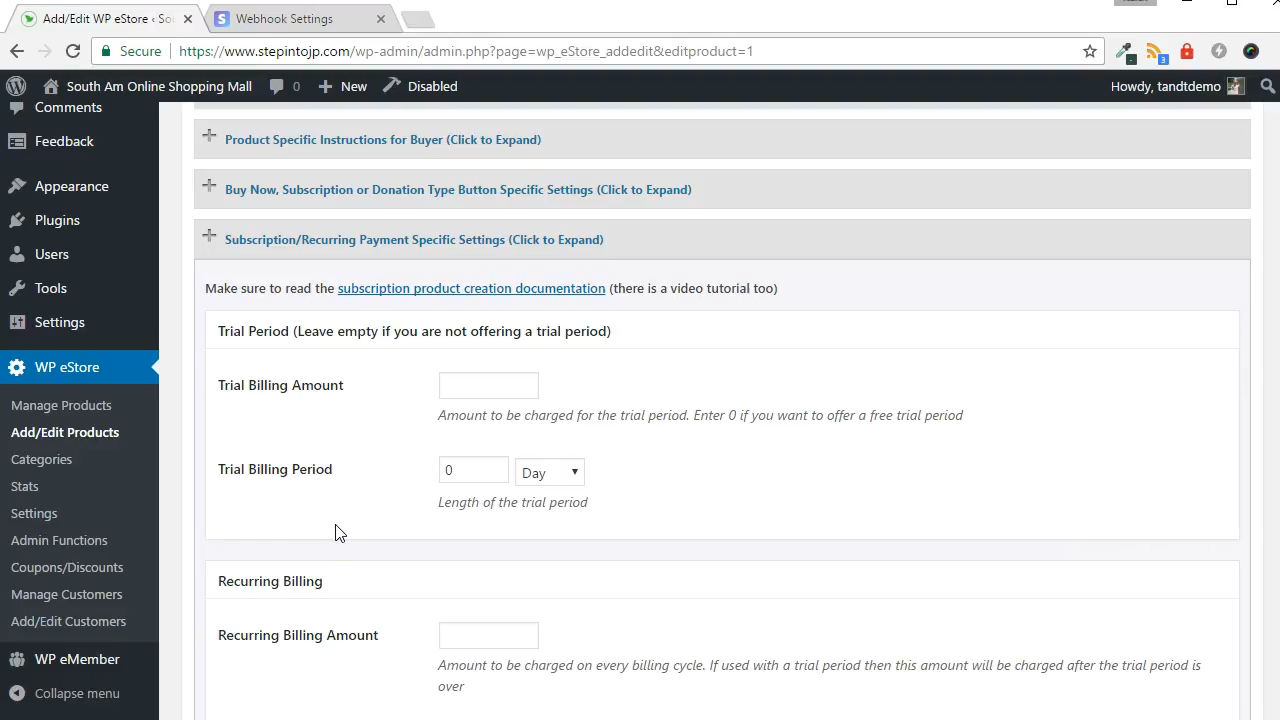 Add/Edit WP eStore ‹ Sou
Webhook Settings
Secure
https://www.stepintojp.com/wp-admin/admin.php?page=wp_eStore_addedit&editproduct=1
3
South Am Online Shopping Mall
0
New
Disabled
Howdy, tandtdemo
Comments
Feedback
Appearance
Plugins
Users
Tools
Settings
WP eStore
Manage Products
Add/Edit Products
Categories
Stats
Settings
Admin Functions
Coupons/Discounts
Manage Customers
Add/Edit Customers
WP eMember
Collapse menu
Product Specific Instructions for Buyer (Click to Expand)
Buy Now, Subscription or Donation Type Button Specific Settings (Click to Expand)
Subscription/Recurring Payment Specific Settings (Click to Expand)
Make sure to read the subscription product creation documentation (there is a video tutorial too)
Trial Period (Leave empty if you are not offering a trial period)
Trial Billing Amount
Amount to be charged for the trial period. Enter 0 if you want to offer a free trial period
Trial Billing Period
0
Day
Length of the trial period
Recurring Billing
Recurring Billing Amount
Amount to be charged on every billing cycle. If used with a trial period then this amount will be charged after the trial period is
over